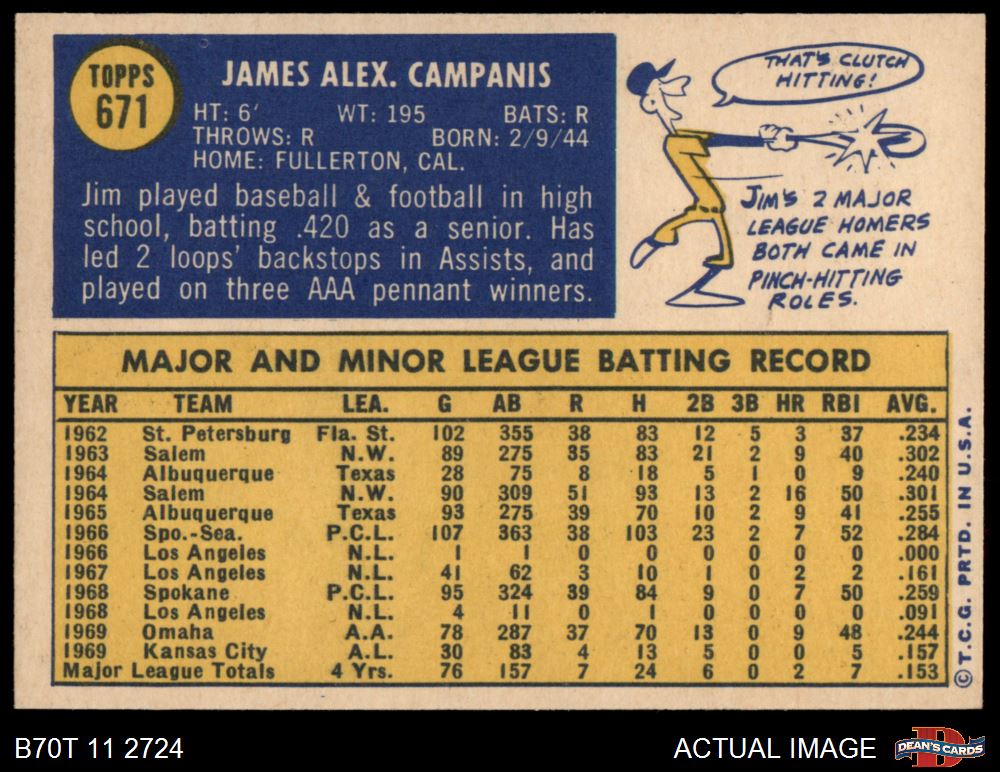 TOPPS
671
JAMES ALEX. CAMPANIS
HT: 6' WT: 195 BATS: R
THROWS: R BORN: 2/9/44
HOME: FULLERTON, CAL.
Jim played baseball & football in high
school, batting .420 as a senior. Has
led 2 loops' backstops in Assists, and
played on three AAA pennant winners.
THAT'S CLUTCH
HITTING!
JIM'S 2 MAJOR
LEAGUE HOMERS
BOTH CAME IN
PINCH-HITTING
ROLES.
MAJOR AND MINOR LEAGUE BATTING RECORD
YEAR TEAM LEA. G AB R H 2B 3B HR RBI AVG.
1962 St. Petersburg Fla. St. 102 355 38 83 12 5 3 37 .234
1963 Salem N.W. 89 275 35 83 21 2 9 40 .302
1964 Albuquerque Texas 28 75 8 18 5 1 0 9 .240
1964 Salem N.W. 90 309 51 93 13 2 16 50 .301
1965 Albuquerque Texas 93 275 39 70 10 2 9 41 .255
1966 Spo.-Sea. P.C.L. 107 363 38 103 23 2 7 52 .284
1966 Los Angeles N.L. 1 1 0 0 0 0 0 0 .000
1967 Los Angeles N.L. 41 62 3 10 1 0 2 2 .161
1968 Spokane P.C.L. 95 324 39 84 9 0 7 50 .259
1968 Los Angeles N.L. 4 11 0 1 0 0 0 0 .091
1969 Omaha A.A. 78 287 37 70 13 0 9 48 .244
1969 Kansas City A.L. 30 83 4 13 5 0 0 5 .157
Major League Totals 4 Yrs. 76 157 7 24 6 0 2 7 .153
© T.C.G. PRTD. IN U.S.A.
B70T 11 2724
ACTUAL IMAGE
D
DEAN'S CARDS